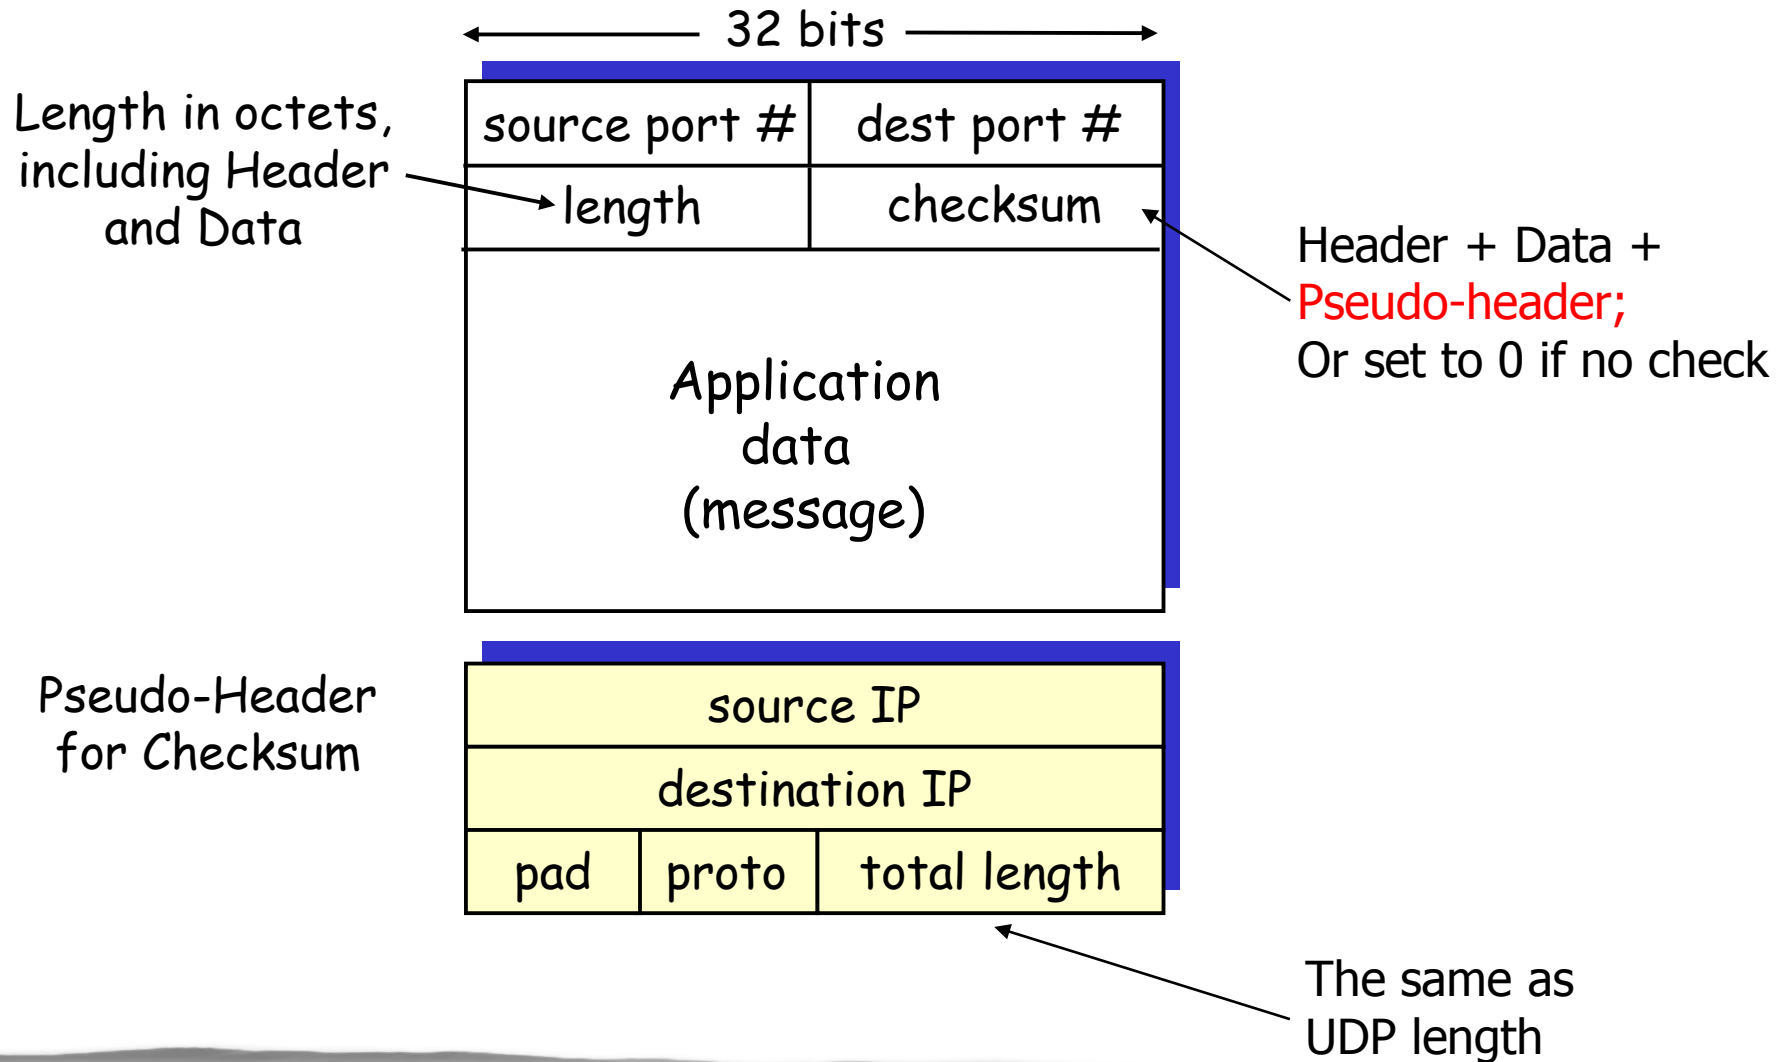 32 bits
Length in octets,
including Header
and Data
source port #
dest port #
length
checksum
Header + Data +
Pseudo-header;
Or set to 0 if no check
Application
data
(message)
Pseudo-Header
for Checksum
source IP
destination IP
pad
proto
total length
The same as
UDP length